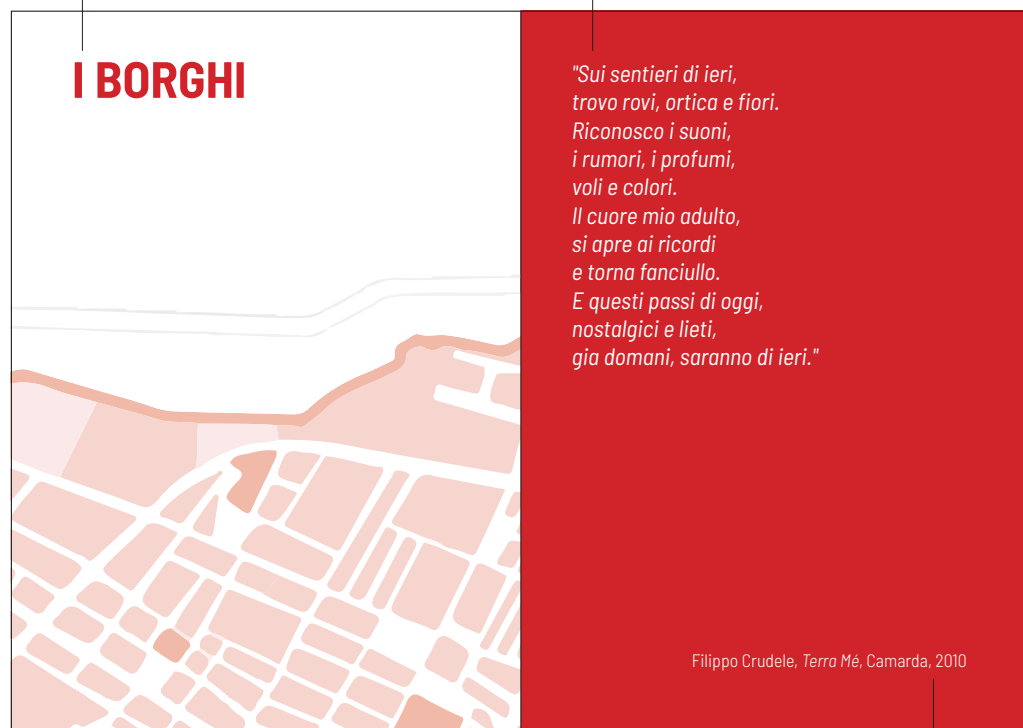 I BORGHI
"Sui sentieri di ieri,
trovo rovi, ortica e fiori.
Riconosco i suoni,
i rumori, i profumi,
voli e colori.
Il cuore mio adulto,
si apre ai ricordi
e torna fanciullo.
E questi passi di oggi,
nostalgici e lieti,
gia domani, saranno di ieri."
Filippo Crudele, Terra Mé, Camarda, 2010